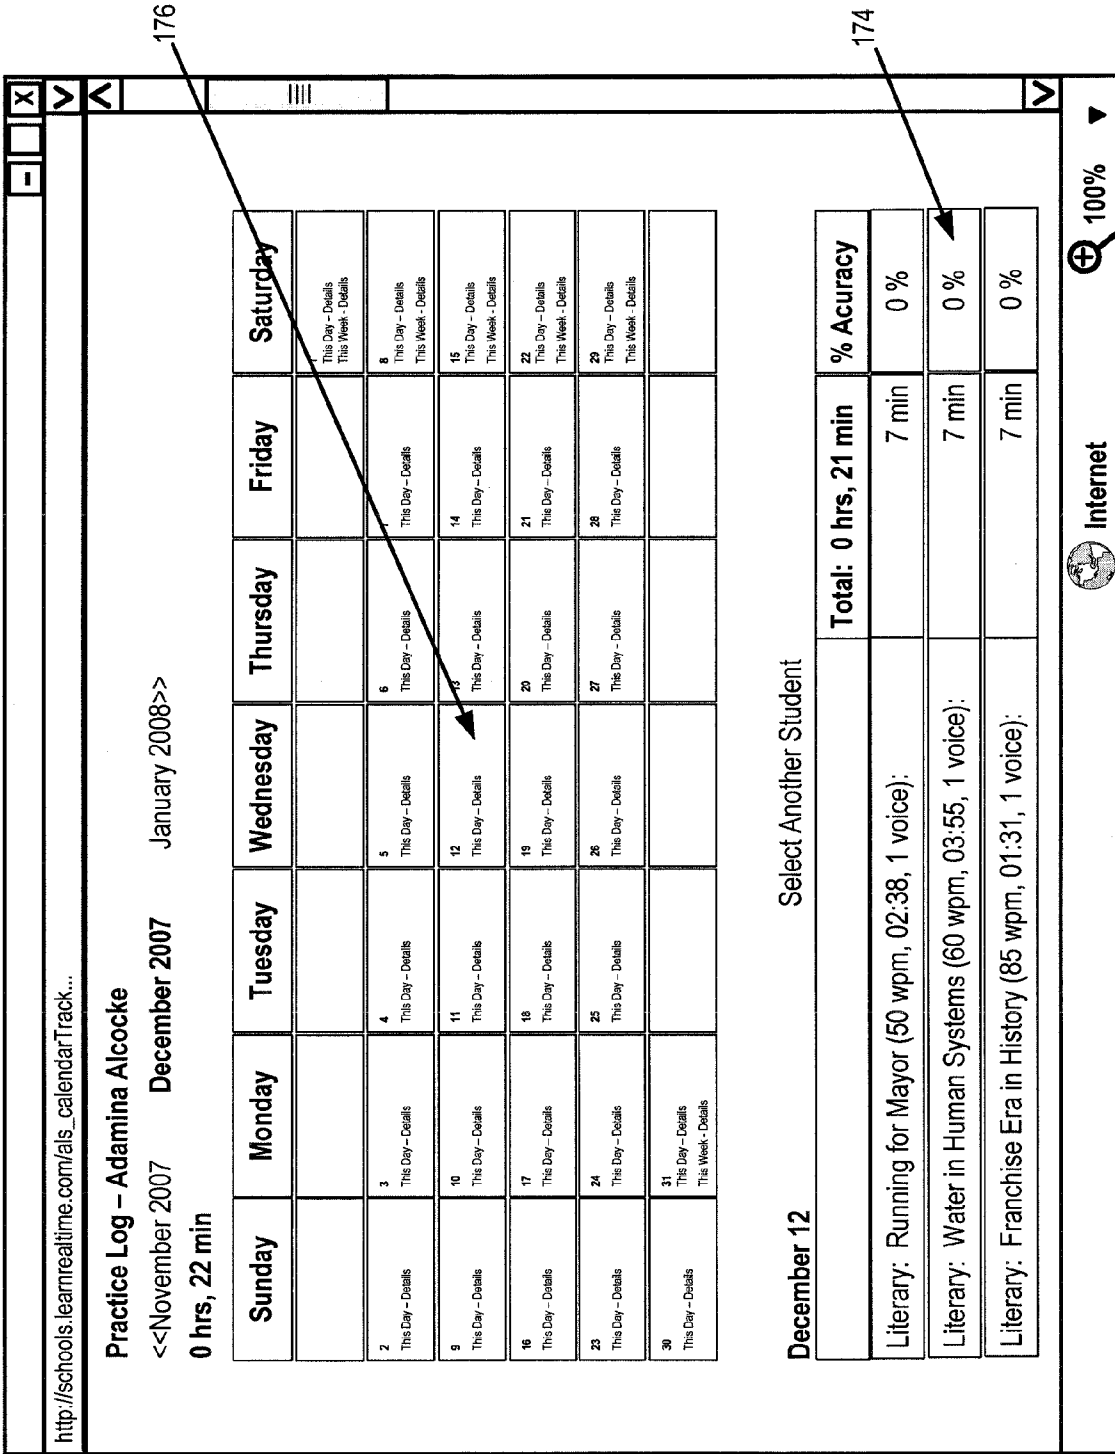 - X
http://schools.learnrealtime.com/als_calendarTrack...
Practice Log – Adamina Alcocke
<<November 2007 December 2007 January 2008>>
0 hrs, 22 min
Sunday Monday Tuesday Wednesday Thursday Friday Saturday
1
This Day – Details
This Week - Details
2 3 4 5 6 7 8
This Day – Details This Day – Details This Day – Details This Day – Details This Day – Details This Day – Details This Day – Details
This Week - Details
9 10 11 12 13 14 15
This Day – Details This Day – Details This Day – Details This Day – Details This Day – Details This Day – Details This Day – Details
This Week - Details
16 17 18 19 20 21 22
This Day – Details This Day – Details This Day – Details This Day – Details This Day – Details This Day – Details This Day – Details
This Week - Details
23 24 25 26 27 28 29
This Day – Details This Day – Details This Day – Details This Day – Details This Day – Details This Day – Details This Day – Details
This Week - Details
30 31
This Day – Details This Day – Details
This Week - Details
176
December 12 Select Another Student
Total: 0 hrs, 21 min % Acuracy
Literary: Running for Mayor (50 wpm, 02:38, 1 voice): 7 min 0 %
Literary: Water in Human Systems (60 wpm, 03:55, 1 voice): 7 min 0 %
Literary: Franchise Era in History (85 wpm, 01:31, 1 voice): 7 min 0 %
174
Internet 100%